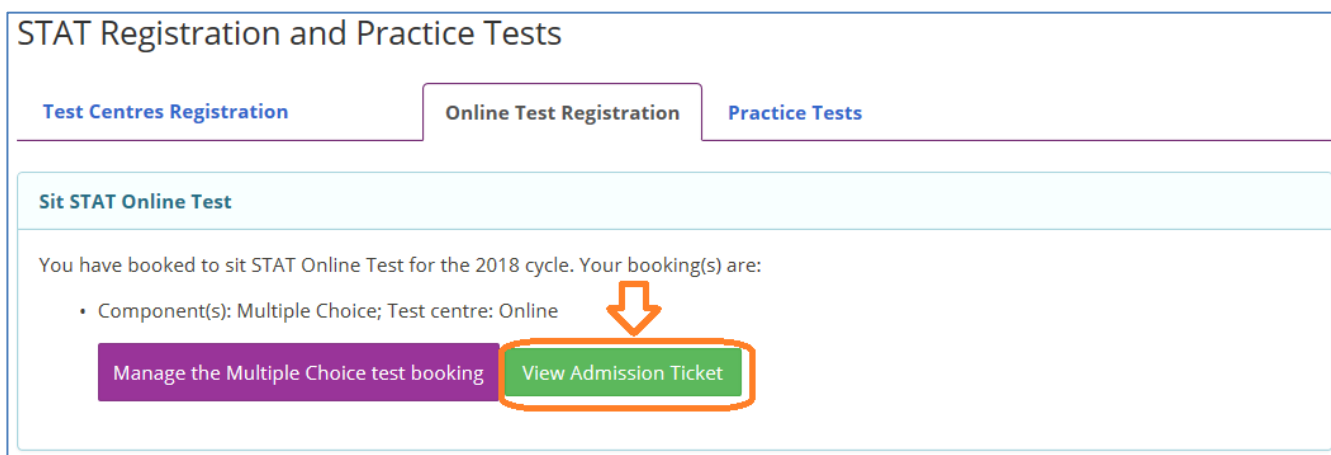 STAT Registration and Practice Tests
Test Centres Registration
Online Test Registration
Practice Tests
Sit STAT Online Test
You have booked to sit STAT Online Test for the 2018 cycle. Your booking(s) are:
• Component(s): Multiple Choice; Test centre: Online
Manage the Multiple Choice test booking
View Admission Ticket